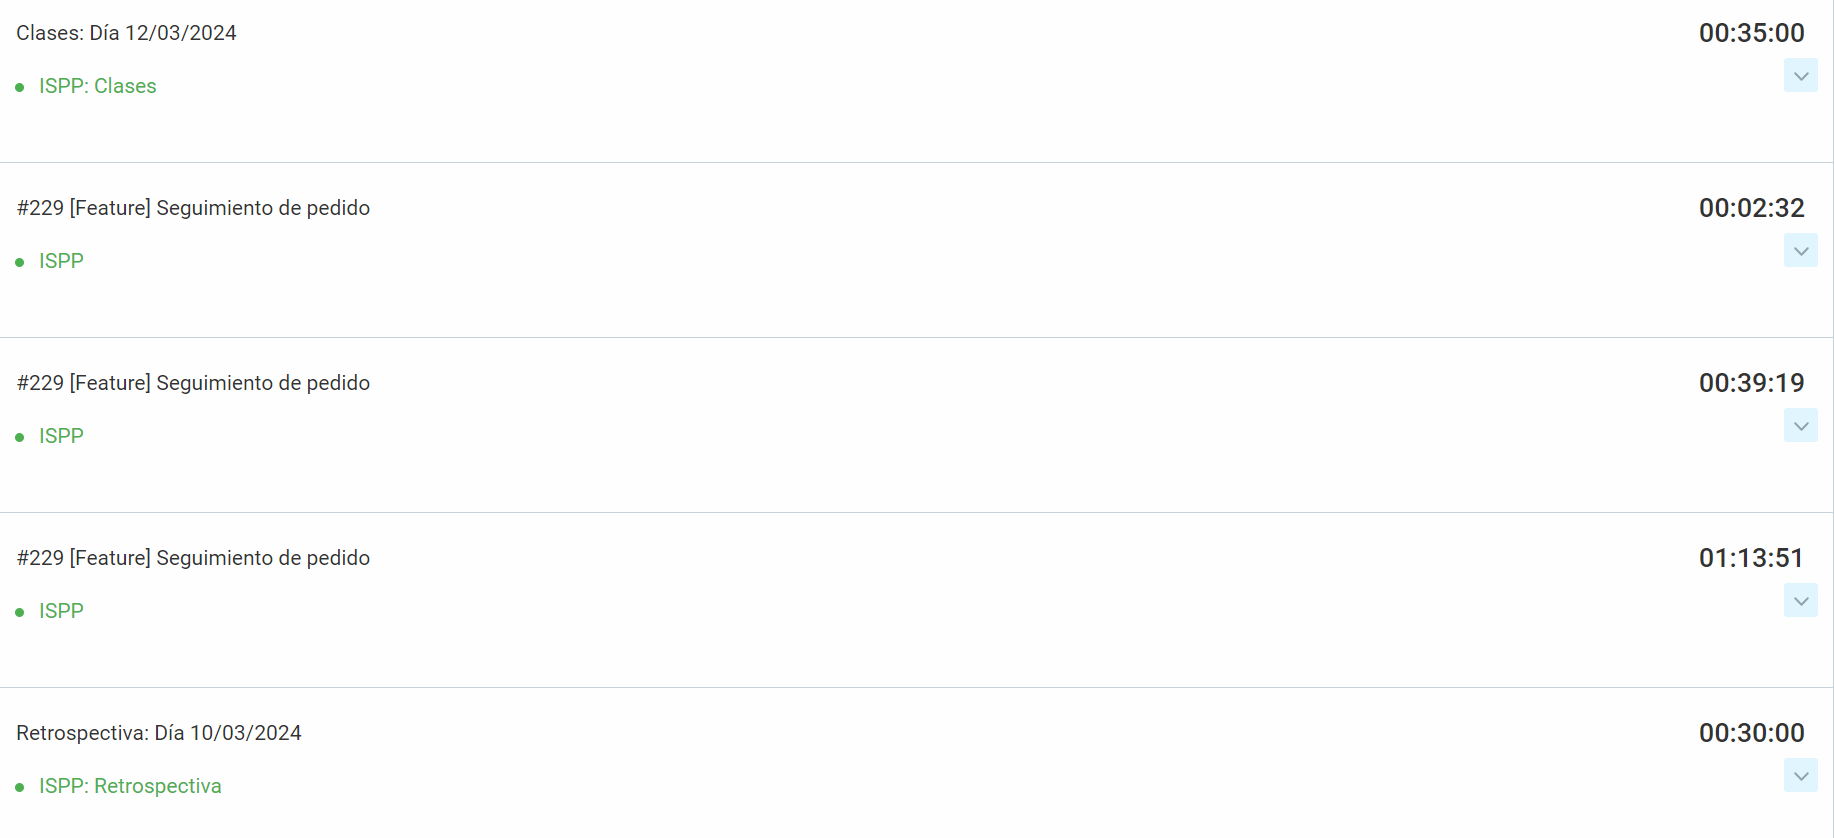 Clases: Día 12/03/2024
00:35:00
ISPP: Clases
#229 [Feature] Seguimiento de pedido
00:02:32
ISPP
#229 [Feature] Seguimiento de pedido
00:39:19
ISPP
#229 [Feature] Seguimiento de pedido
01:13:51
ISPP
Retrospectiva: Día 10/03/2024
00:30:00
ISPP: Retrospectiva